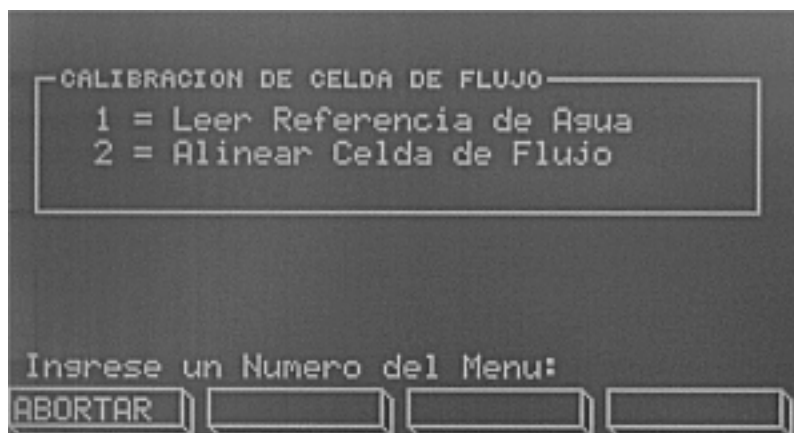 CALIBRACION DE CELDA DE FLUJO
1 = Leer Referencia de Agua
2 = Alinear Celda de Flujo
Ingrese un Numero del Menu:
ABORTAR